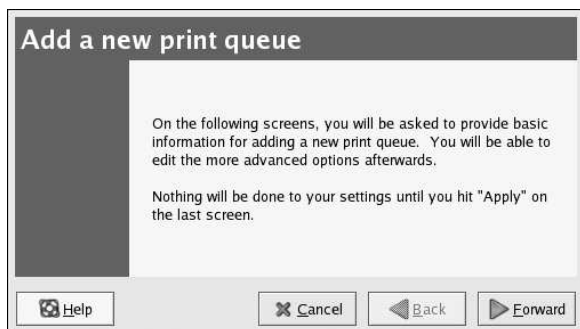 Add a new print queue
On the following screens, you will be asked to provide basic
information for adding a new print queue. You will be able to
edit the more advanced options afterwards.
Nothing will be done to your settings until you hit "Apply" on
the last screen.
Help
Cancel
Back
Forward